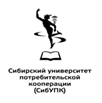 Сибирский университет
потребительской
кооперации
(СибУПК)